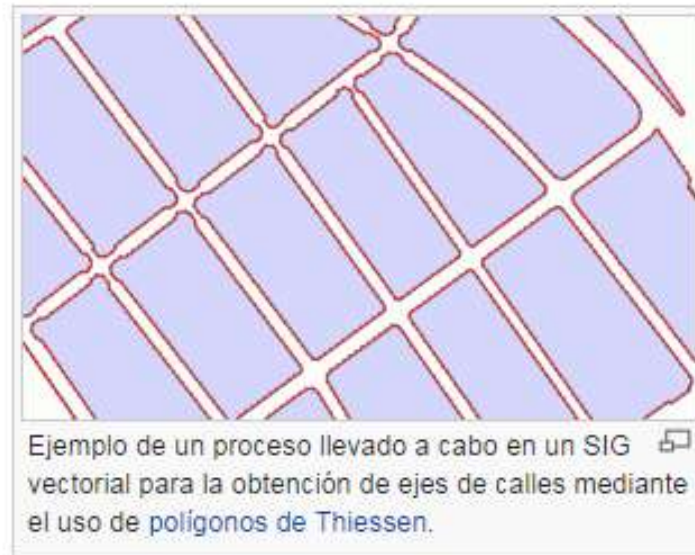 Ejemplo de un proceso llevado a cabo en un SIG
vectorial para la obtención de ejes de calles mediante
el uso de polígonos de Thiessen.